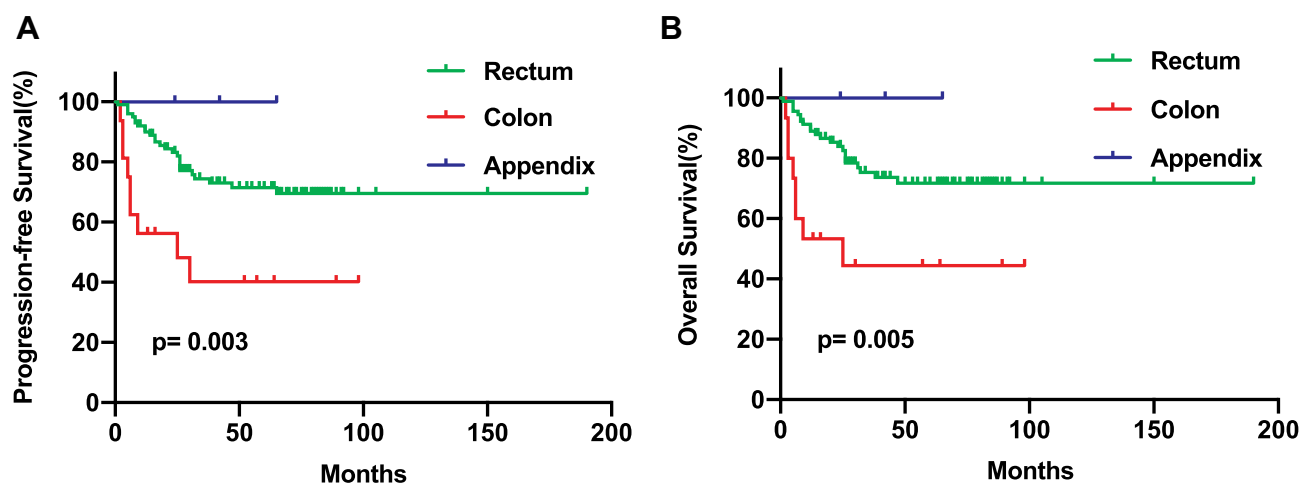 A
Progression-free Survival(%)
100
80
60
40
20
0
0 50 100 150 200
Months
Rectum
Colon
Appendix
p= 0.003
B
Overall Survival(%)
100
80
60
40
20
0
0 50 100 150 200
Months
Rectum
Colon
Appendix
p= 0.005